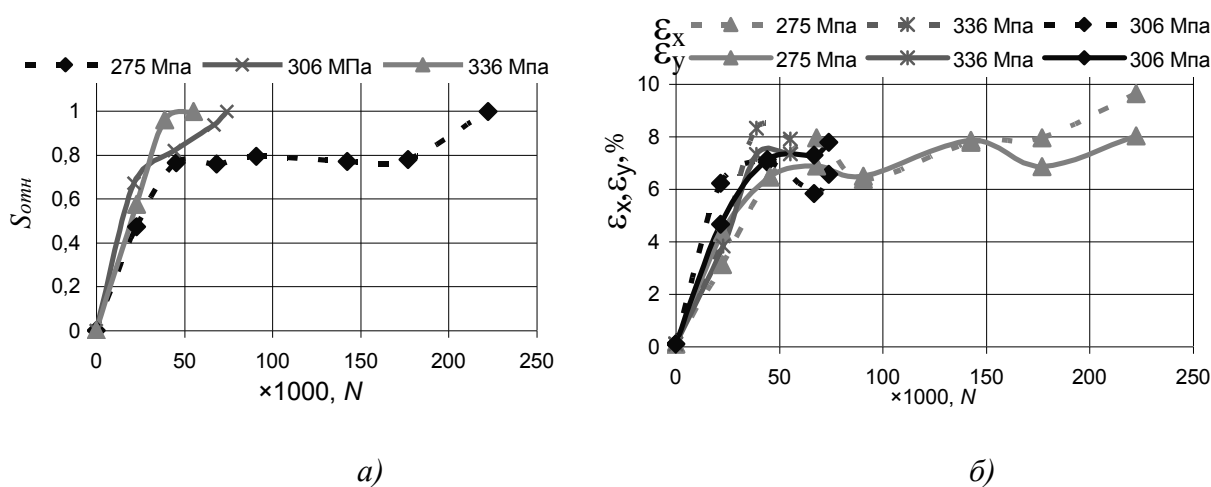 275 Мпа 306 МПа 336 Мпа
1
0,8
0,6
0,4
0,2
0
Sотн
0 50 100 150 200 250
×1000, N
а)
εx 275 Мпа 336 Мпа 306 Мпа
εy 275 Мпа 336 Мпа 306 Мпа
10
8
6
4
2
0
εx,εy,%
0 50 100 150 200 250
×1000, N
б)